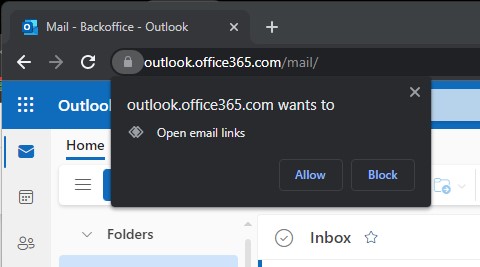 Mail - Backoffice - Outlook
outlook.office365.com/mail/
Outlook
outlook.office365.com wants to
Open email links
Home
Allow
Block
Folders
Inbox